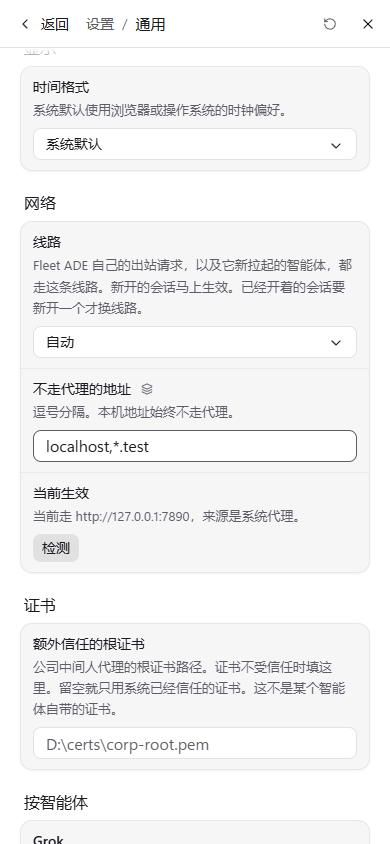 返回 设置 / 通用
显示
时间格式
系统默认使用浏览器或操作系统的时钟偏好。
系统默认
网络
线路
Fleet ADE 自己的出站请求，以及它新拉起的智能体，都
走这条线路。新开的会话马上生效。已经开着的会话要
新开一个才换线路。
自动
不走代理的地址
逗号分隔。本机地址始终不走代理。
localhost,*.test
当前生效
当前走 http://127.0.0.1:7890，来源是系统代理。
检测
证书
额外信任的根证书
公司中间人代理的根证书路径。证书不受信任时填这
里。留空就只用系统已经信任的证书。这不是某个智能
体自带的证书。
D:\certs\corp-root.pem
按智能体
Grok